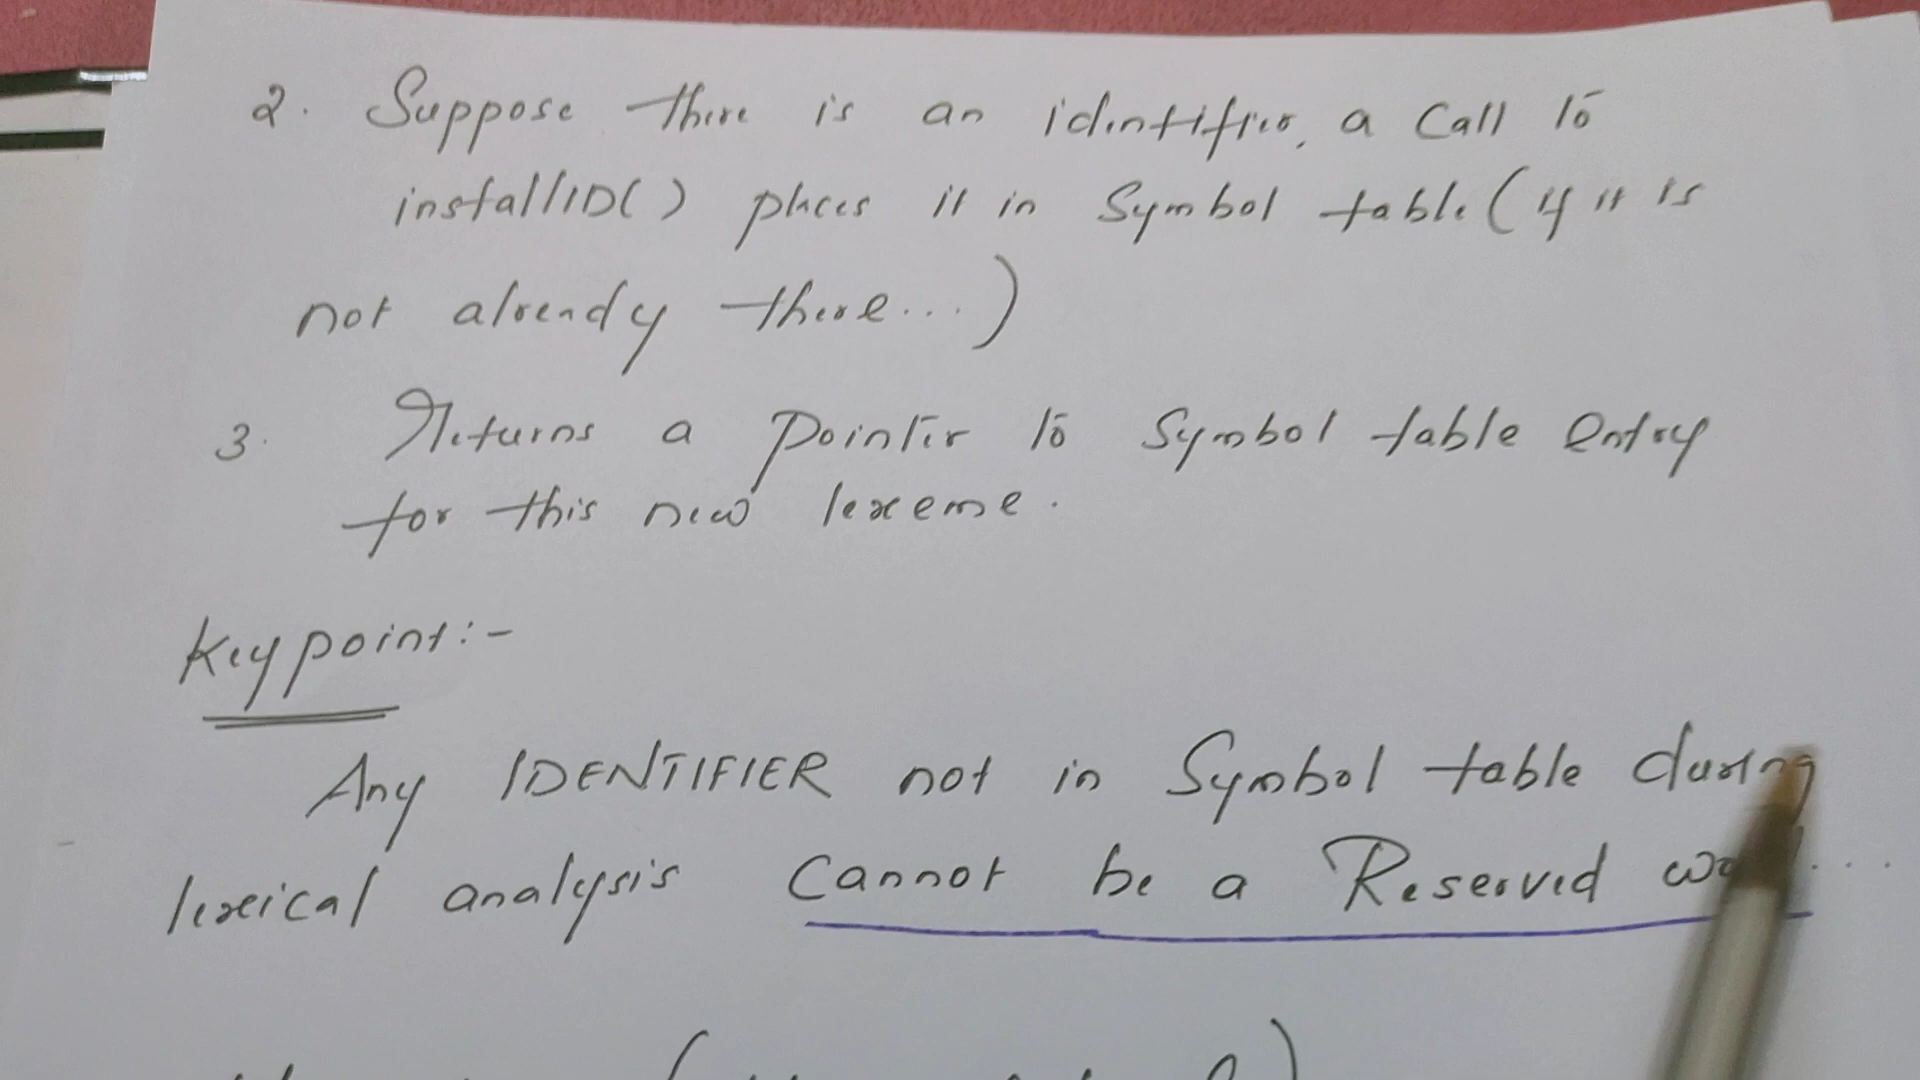 2. Suppose there is an identifier, a Call to
installID() places it in Symbol table (if it is
not already there...)
3. Returns a Pointer to Symbol table Entry
for this new lexeme.
Key point:-
Any IDENTIFIER not in Symbol table during
lexical analysis Cannot be a Reserved